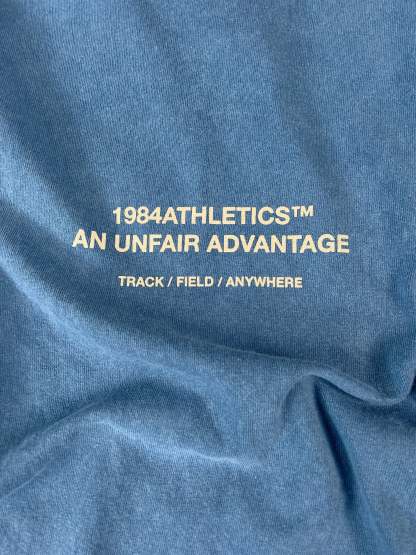 1984ATHLETICS™
AN UNFAIR ADVANTAGE
TRACK / FIELD / ANYWHERE